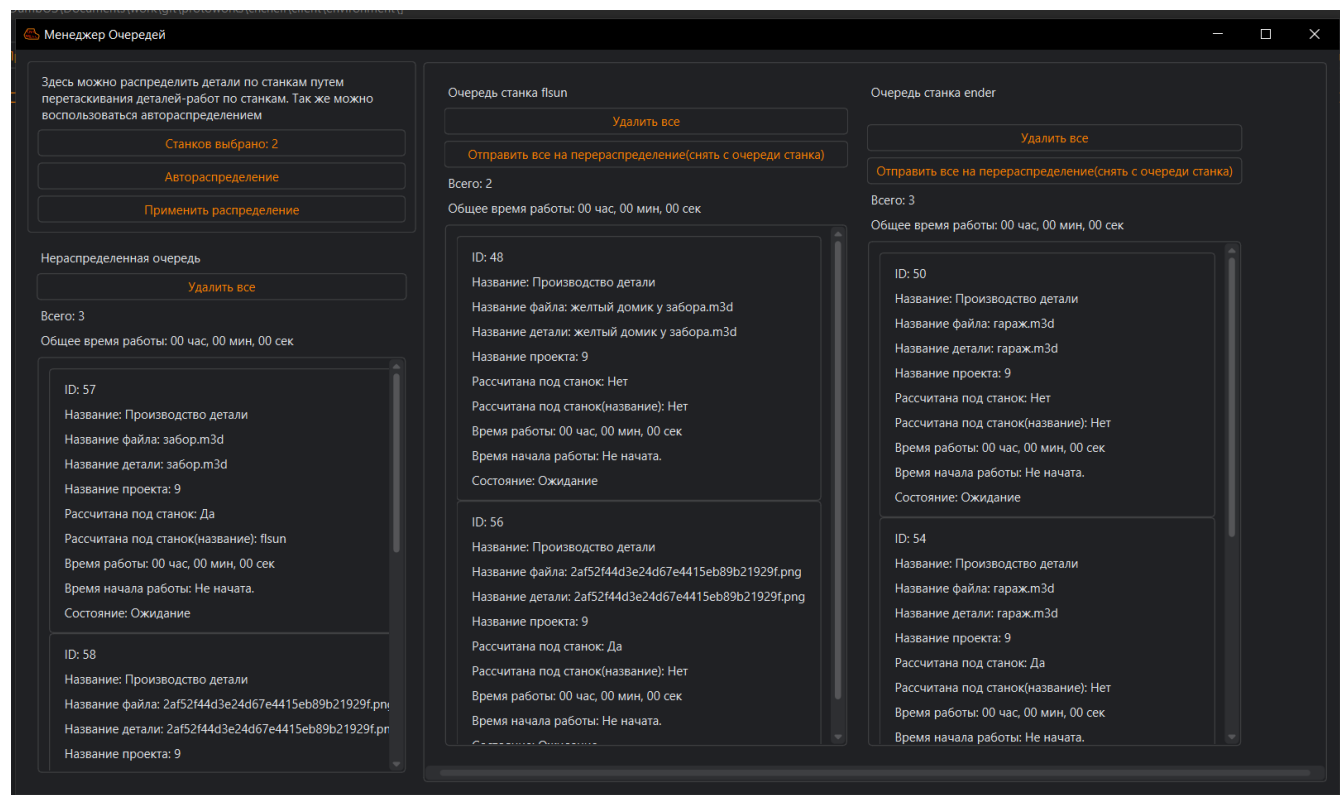 Менеджер Очередей
Здесь можно распределить детали по станкам путем
перетаскивания деталей-работ по станкам. Так же можно
воспользоваться автораспределением
Станков выбрано: 2
Автораспределение
Применить распределение
Нераспределенная очередь
Удалить все
Всего: 3
Общее время работы: 00 час, 00 мин, 00 сек
ID: 57
Название: Производство детали
Название файла: забор.m3d
Название детали: забор.m3d
Название проекта: 9
Рассчитана под станок: Да
Рассчитана под станок(название): flsun
Время работы: 00 час, 00 мин, 00 сек
Время начала работы: Не начата.
Состояние: Ожидание
ID: 58
Название: Производство детали
Название файла: 2af52f44d3e24d67e4415eb89b21929f.pn
Название детали: 2af52f44d3e24d67e4415eb89b21929f.pr
Название проекта: 9
Очередь станка flsun
Удалить все
Отправить все на перераспределение(снять с очереди станка)
Всего: 2
Общее время работы: 00 час, 00 мин, 00 сек
ID: 48
Название: Производство детали
Название файла: желтый домик у забора.m3d
Название детали: желтый домик у забора.m3d
Название проекта: 9
Рассчитана под станок: Нет
Рассчитана под станок(название): Нет
Время работы: 00 час, 00 мин, 00 сек
Время начала работы: Не начата.
Состояние: Ожидание
ID: 56
Название: Производство детали
Название файла: 2af52f44d3e24d67e4415eb89b21929f.png
Название детали: 2af52f44d3e24d67e4415eb89b21929f.png
Название проекта: 9
Рассчитана под станок: Да
Рассчитана под станок(название): Нет
Время работы: 00 час, 00 мин, 00 сек
Время начала работы: Не начата.
Очередь станка ender
Удалить все
Отправить все на перераспределение(снять с очереди станка)
Всего: 3
Общее время работы: 00 час, 00 мин, 00 сек
ID: 50
Название: Производство детали
Название файла: гараж.m3d
Название детали: гараж.m3d
Название проекта: 9
Рассчитана под станок: Нет
Рассчитана под станок(название): Нет
Время работы: 00 час, 00 мин, 00 сек
Время начала работы: Не начата.
Состояние: Ожидание
ID: 54
Название: Производство детали
Название файла: гараж.m3d
Название детали: гараж.m3d
Название проекта: 9
Рассчитана под станок: Да
Рассчитана под станок(название): Нет
Время работы: 00 час, 00 мин, 00 сек
Время начала работы: Не начата.